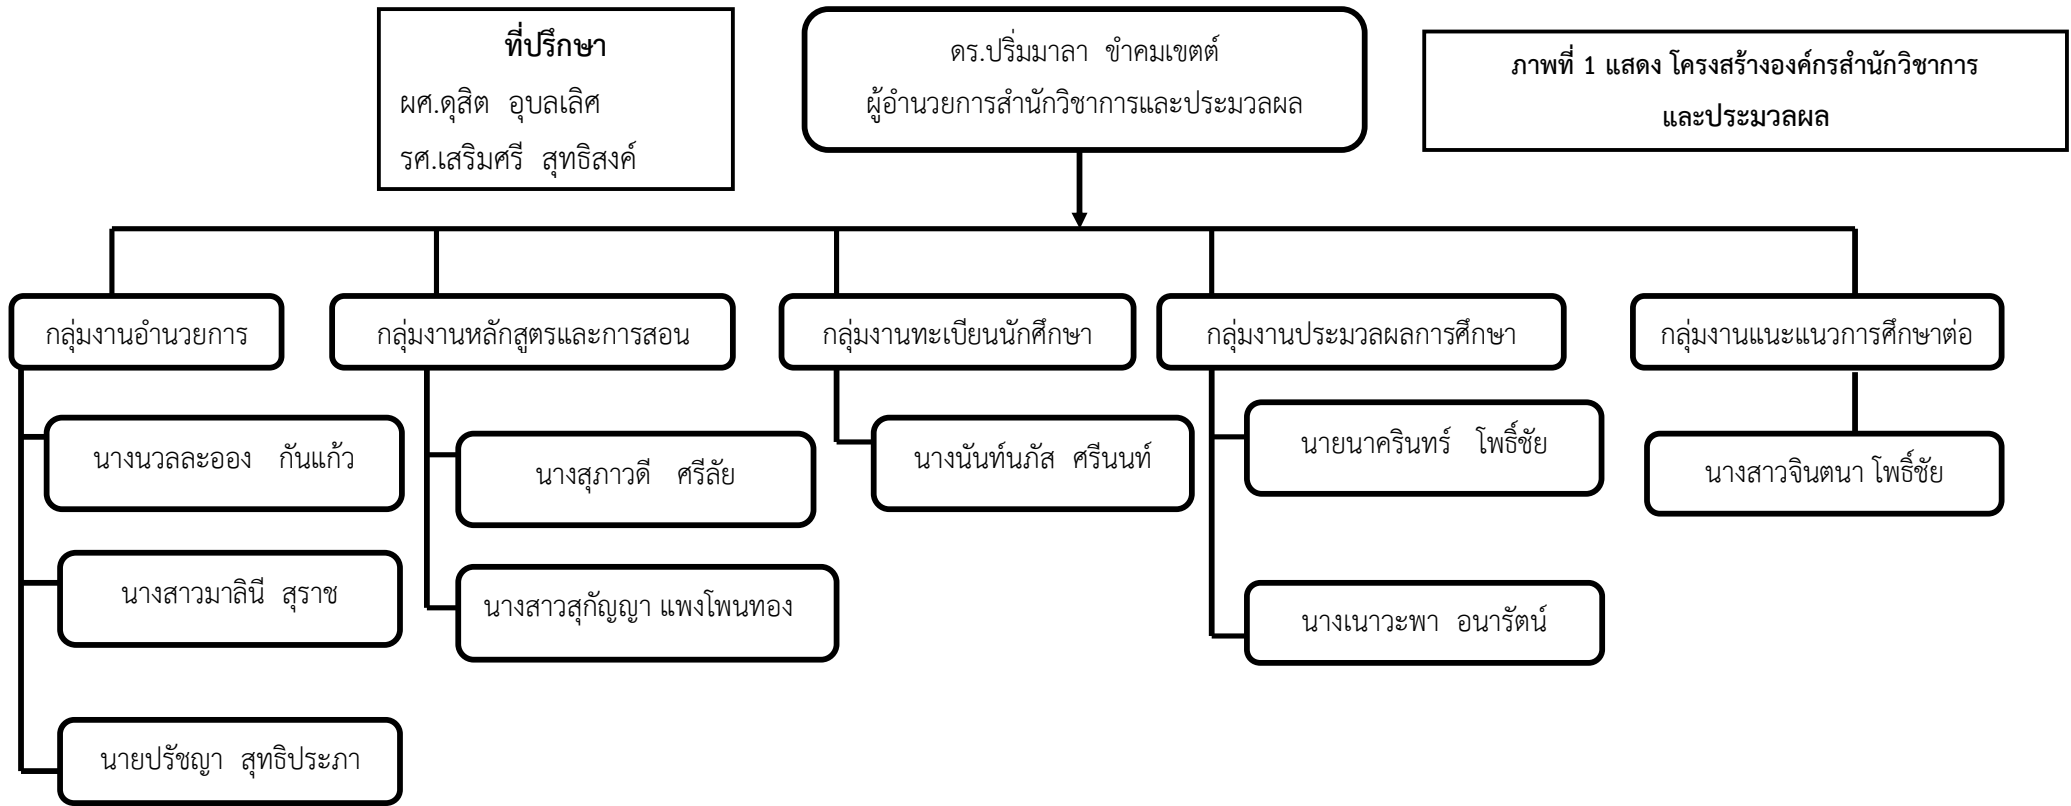 ที่ปรึกษา
ผศ.ดุสิต อุบลเลิศ
รศ.เสริมศรี สุทธิสงค์
ดร.ปริ่มมาลา ขำคมเขตต์
ผู้อำนวยการสำนักวิชาการและประมวลผล
ภาพที่ 1 แสดง โครงสร้างองค์กรสำนักวิชาการ
และประมวลผล
กลุ่มงานอำนวยการ
กลุ่มงานหลักสูตรและการสอน
กลุ่มงานทะเบียนนักศึกษา
กลุ่มงานประมวลผลการศึกษา
กลุ่มงานแนะแนวการศึกษาต่อ
นางนวลละออง กันแก้ว
นางสุภาวดี ศรีลัย
นางนันท์นภัส ศรีนนท์
นายนาครินทร์ โพธิ์ชัย
นางสาวจินตนา โพธิ์ชัย
นางสาวมาลินี สุราช
นางสาวสุกัญญา แพงโพนทอง
นางเนาวะพา อนารัตน์
นายปรัชญา สุทธิประภา